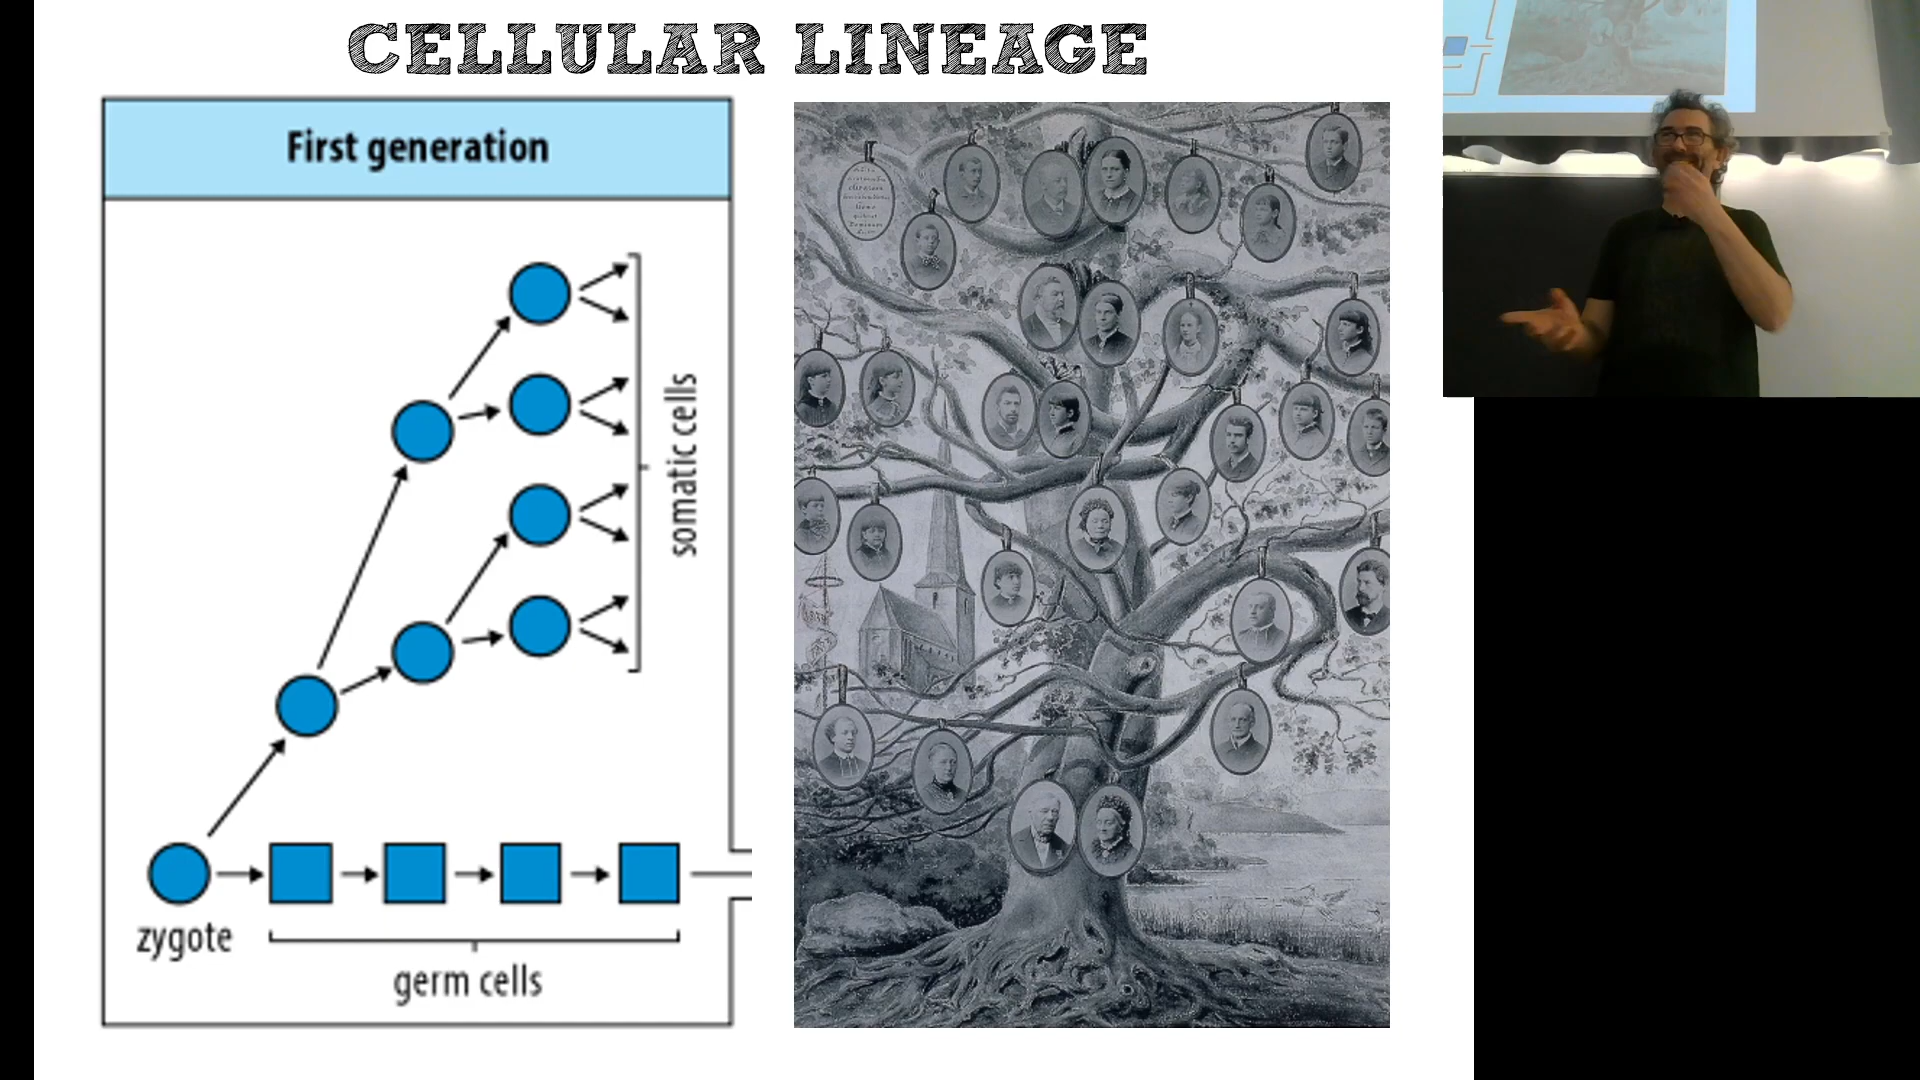 CELLULAR LINEAGE
First generation
somatic cells
zygote
germ cells